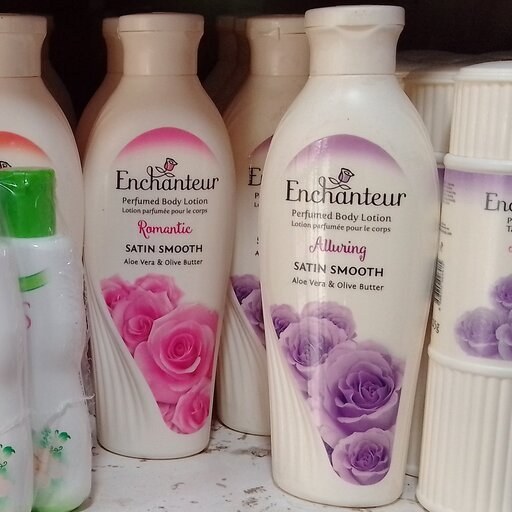 Enchanteur
Perfumed Body Lotion
Lotion parfumée pour le corps
Romantic
SATIN SMOOTH
Aloe Vera & Olive Butter
Enchanteur
Perfumed Body Lotion
Lotion parfumée pour le corps
Alluring
SATIN SMOOTH
Aloe Vera & Olive Butter